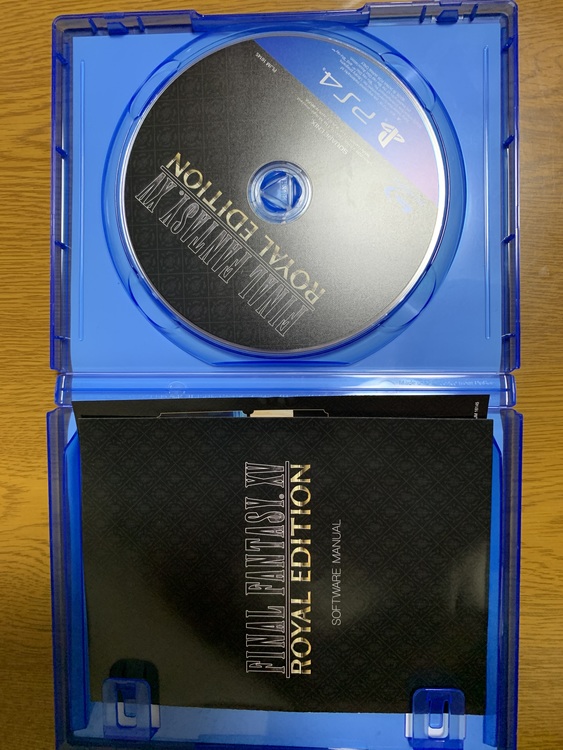 PS4
FINAL FANTASY XV
ROYAL EDITION
FINAL FANTASY XV
ROYAL EDITION
SOFTWARE MANUAL